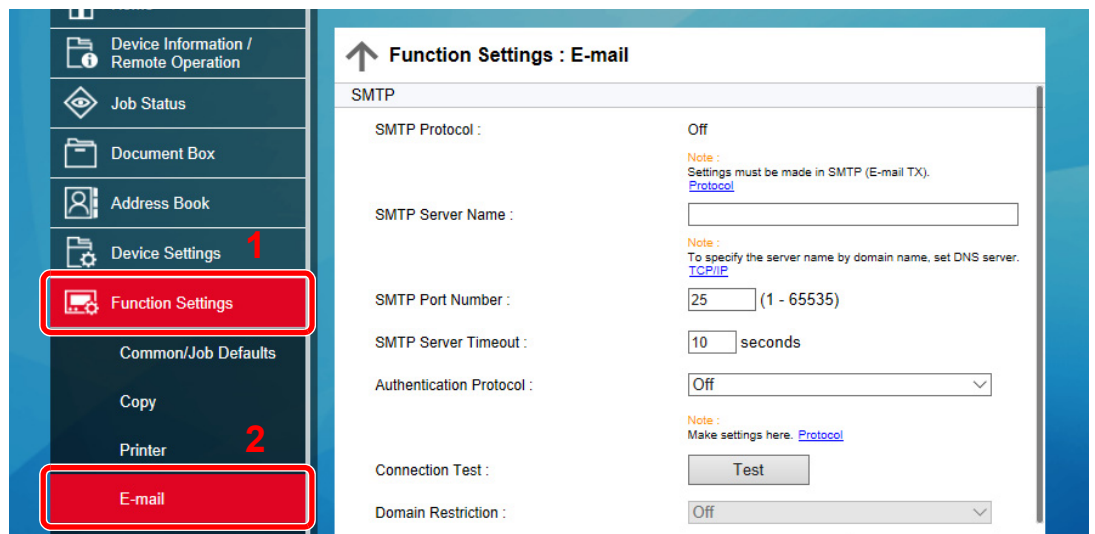 Device Information /
Remote Operation
Job Status
Document Box
Address Book
Device Settings
1
Function Settings
Common/Job Defaults
Copy
Printer
2
E-mail
Function Settings : E-mail
SMTP
SMTP Protocol :
Off
Note :
Settings must be made in SMTP (E-mail TX).
Protocol
SMTP Server Name :
Note :
To specify the server name by domain name, set DNS server.
TCP/IP
SMTP Port Number :
25 (1 - 65535)
SMTP Server Timeout :
10 seconds
Authentication Protocol :
Off
Note :
Make settings here. Protocol
Connection Test :
Test
Domain Restriction :
Off